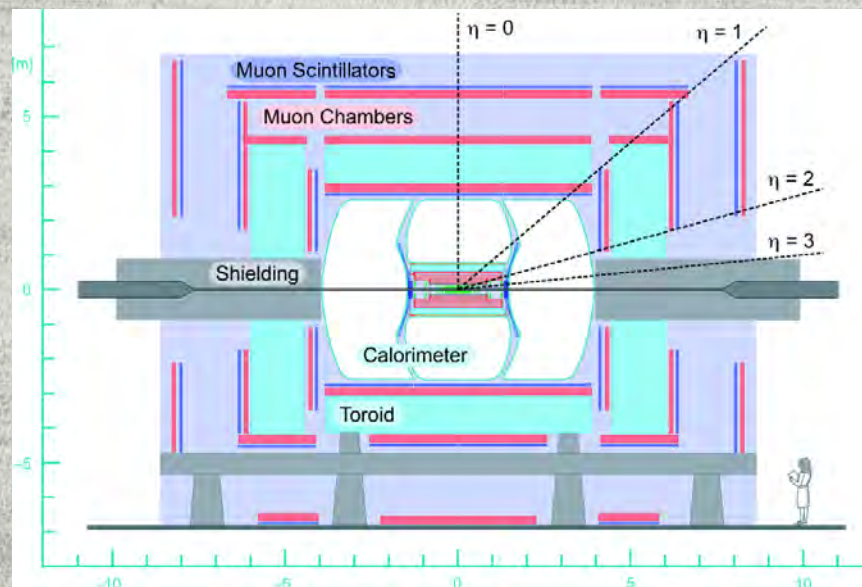 η = 0
η = 1
[m]
Muon Scintillators
5
Muon Chambers
η = 2
η = 3
Shielding
0
Calorimeter
Toroid
−5
−10
−5
0
5
10